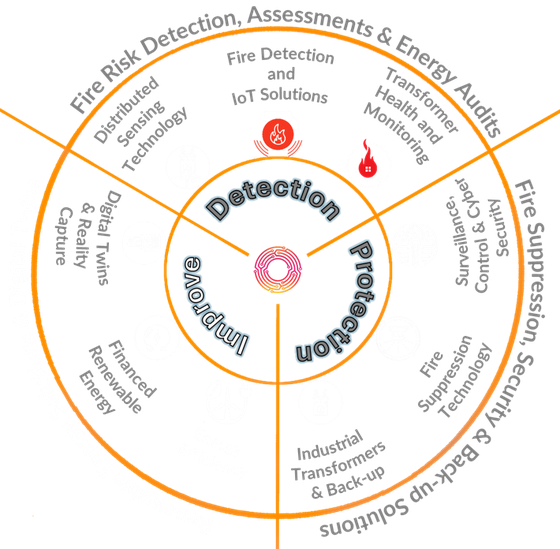 Fire Risk Detection, Assessments & Energy Audits
Distributed
Sensing
Technology
Fire Detection
and
IoT Solutions
Transformer
Health and
Monitoring
Detection
Protection
Improve
Surveillance,
Control & Cyber
Security
Fire
Suppression
Technology
Industrial
Transformers
& Back-up
Fire Suppression, Security & Back-up Solutions
Digital Twins
& Reality
Capture
Financed
Renewable
Energy